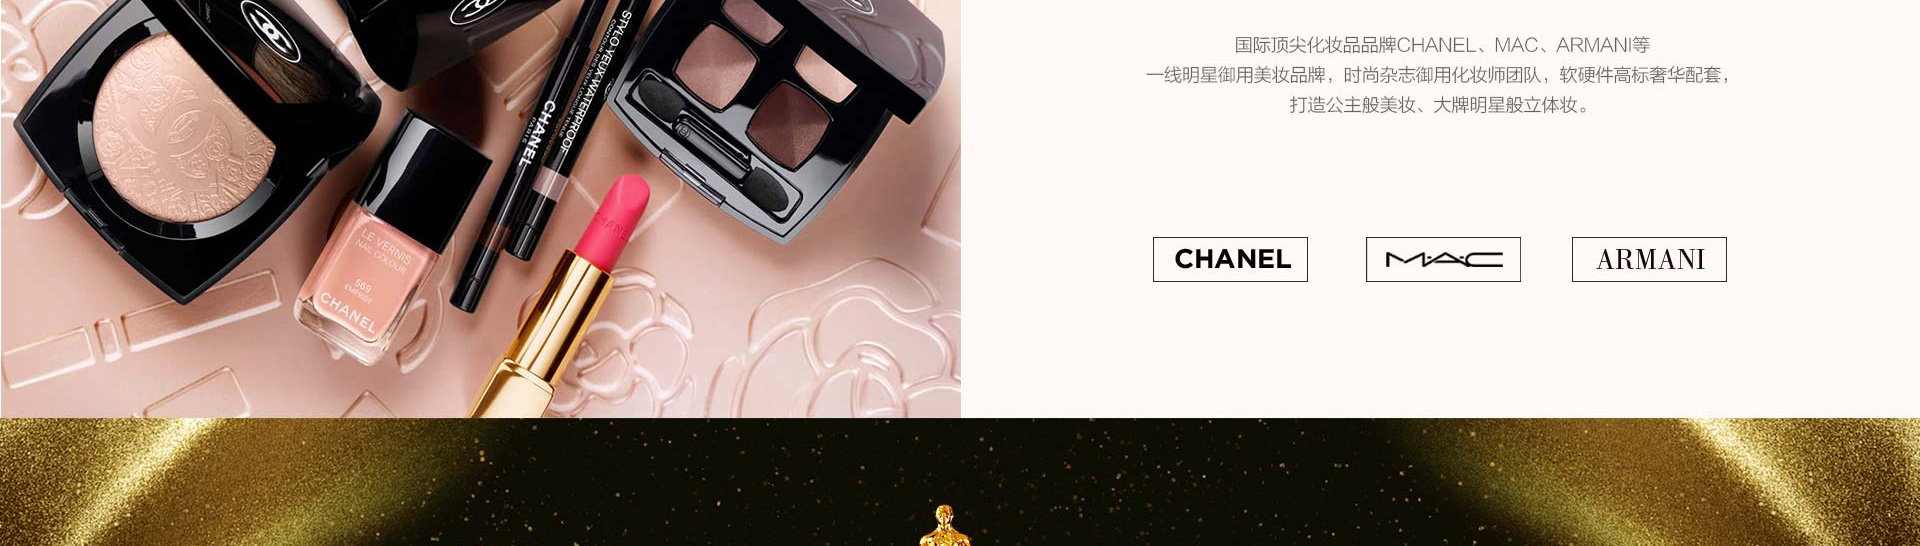 国际顶尖化妆品品牌CHANEL、MAC、ARMANI等
一线明星御用美妆品牌，时尚杂志御用化妆师团队，软硬件高标奢华配套，
打造公主般美妆、大牌明星般立体妆。
CHANEL
M·A·C
ARMANI
STYLO YEUX WATERPROOF
CHANEL
PARIS
LE VERNIS
NAIL COLOUR
569
EMPRISE
CHANEL
CHANEL